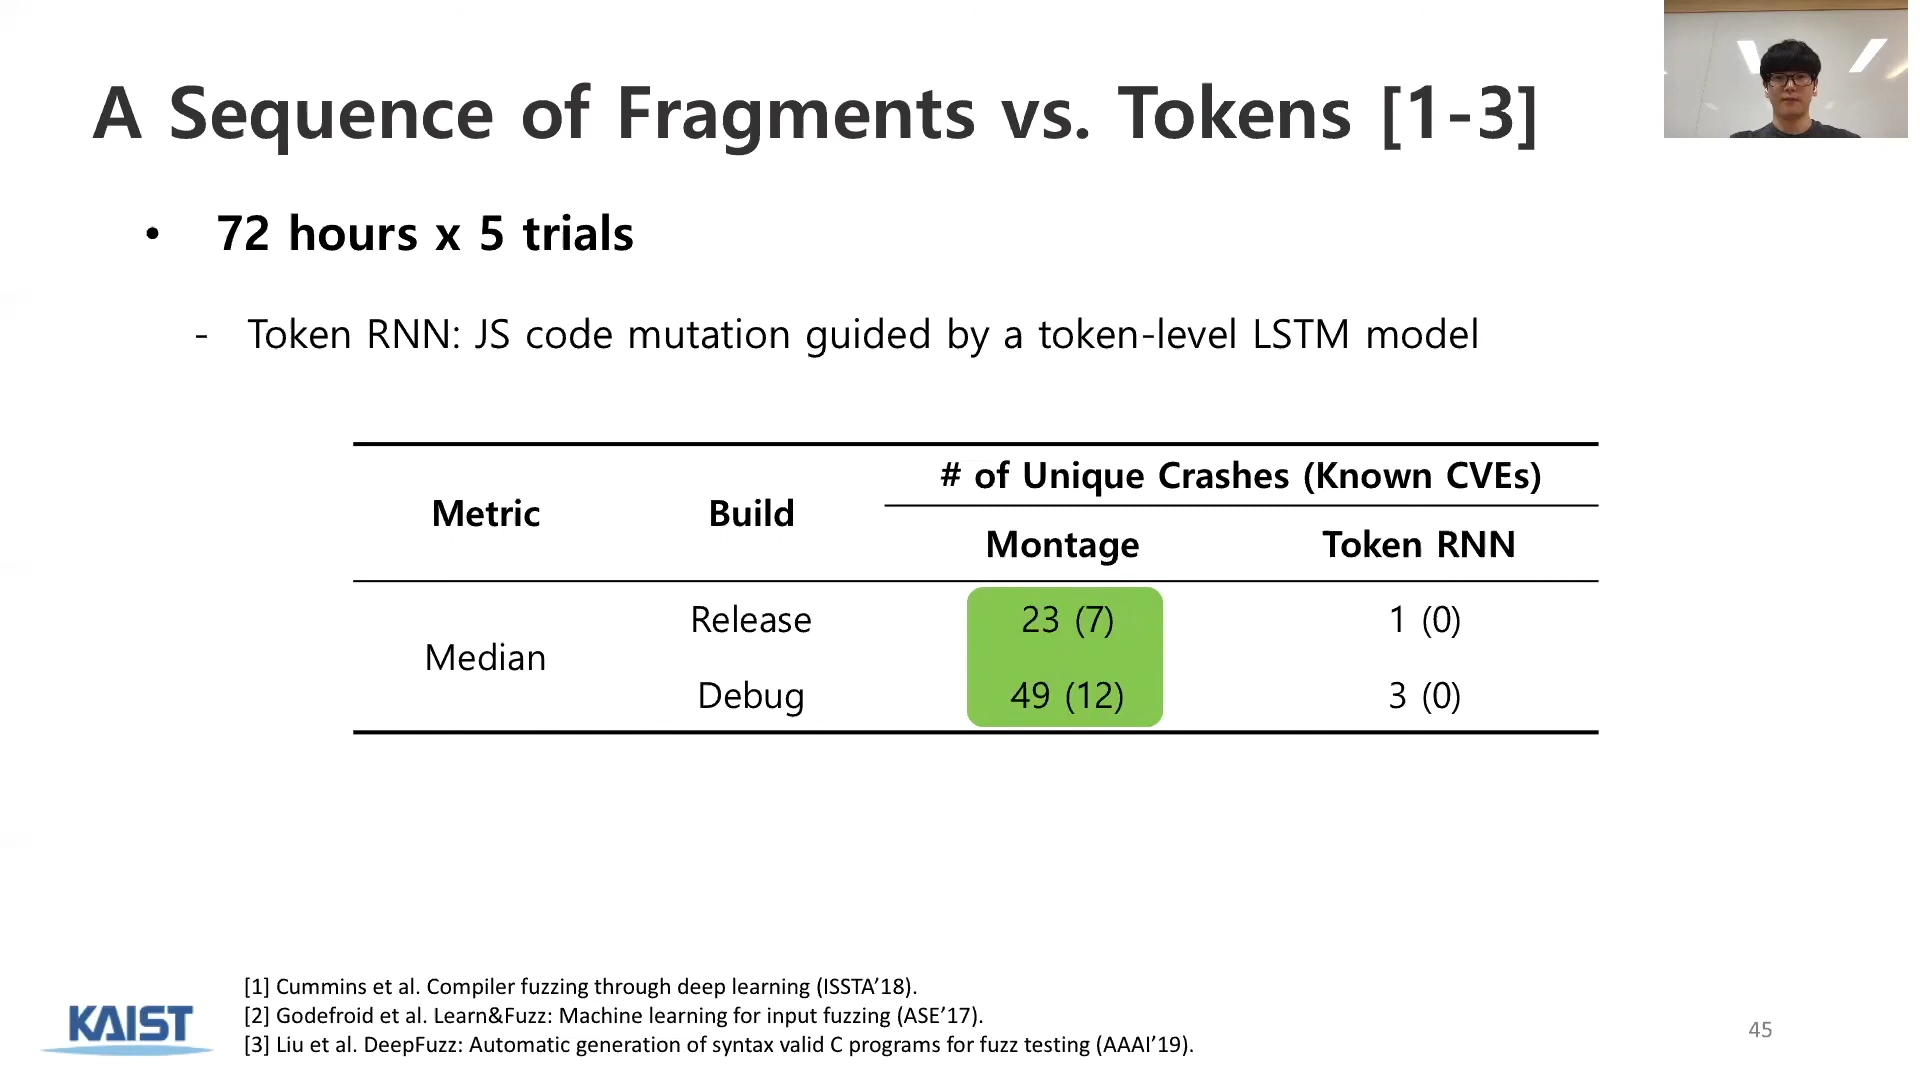 A Sequence of Fragments vs. Tokens [1-3]
• 72 hours x 5 trials
- Token RNN: JS code mutation guided by a token-level LSTM model
# of Unique Crashes (Known CVEs)
Metric Build
Montage Token RNN
Release 23 (7) 1 (0)
Median
Debug 49 (12) 3 (0)
[1] Cummins et al. Compiler fuzzing through deep learning (ISSTA’18).
[2] Godefroid et al. Learn&Fuzz: Machine learning for input fuzzing (ASE’17).
[3] Liu et al. DeepFuzz: Automatic generation of syntax valid C programs for fuzz testing (AAAI’19).
KAIST
45